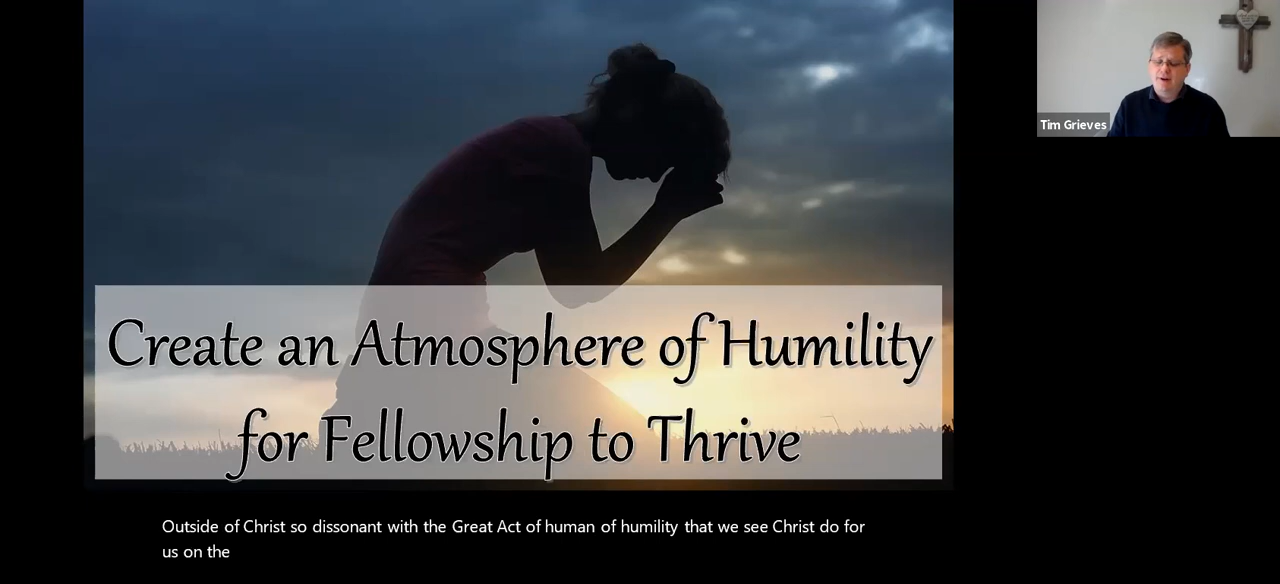 Tim Grieves
Create an Atmosphere of Humility
for Fellowship to Thrive
Outside of Christ so dissonant with the Great Act of human of humility that we see Christ do for
us on the